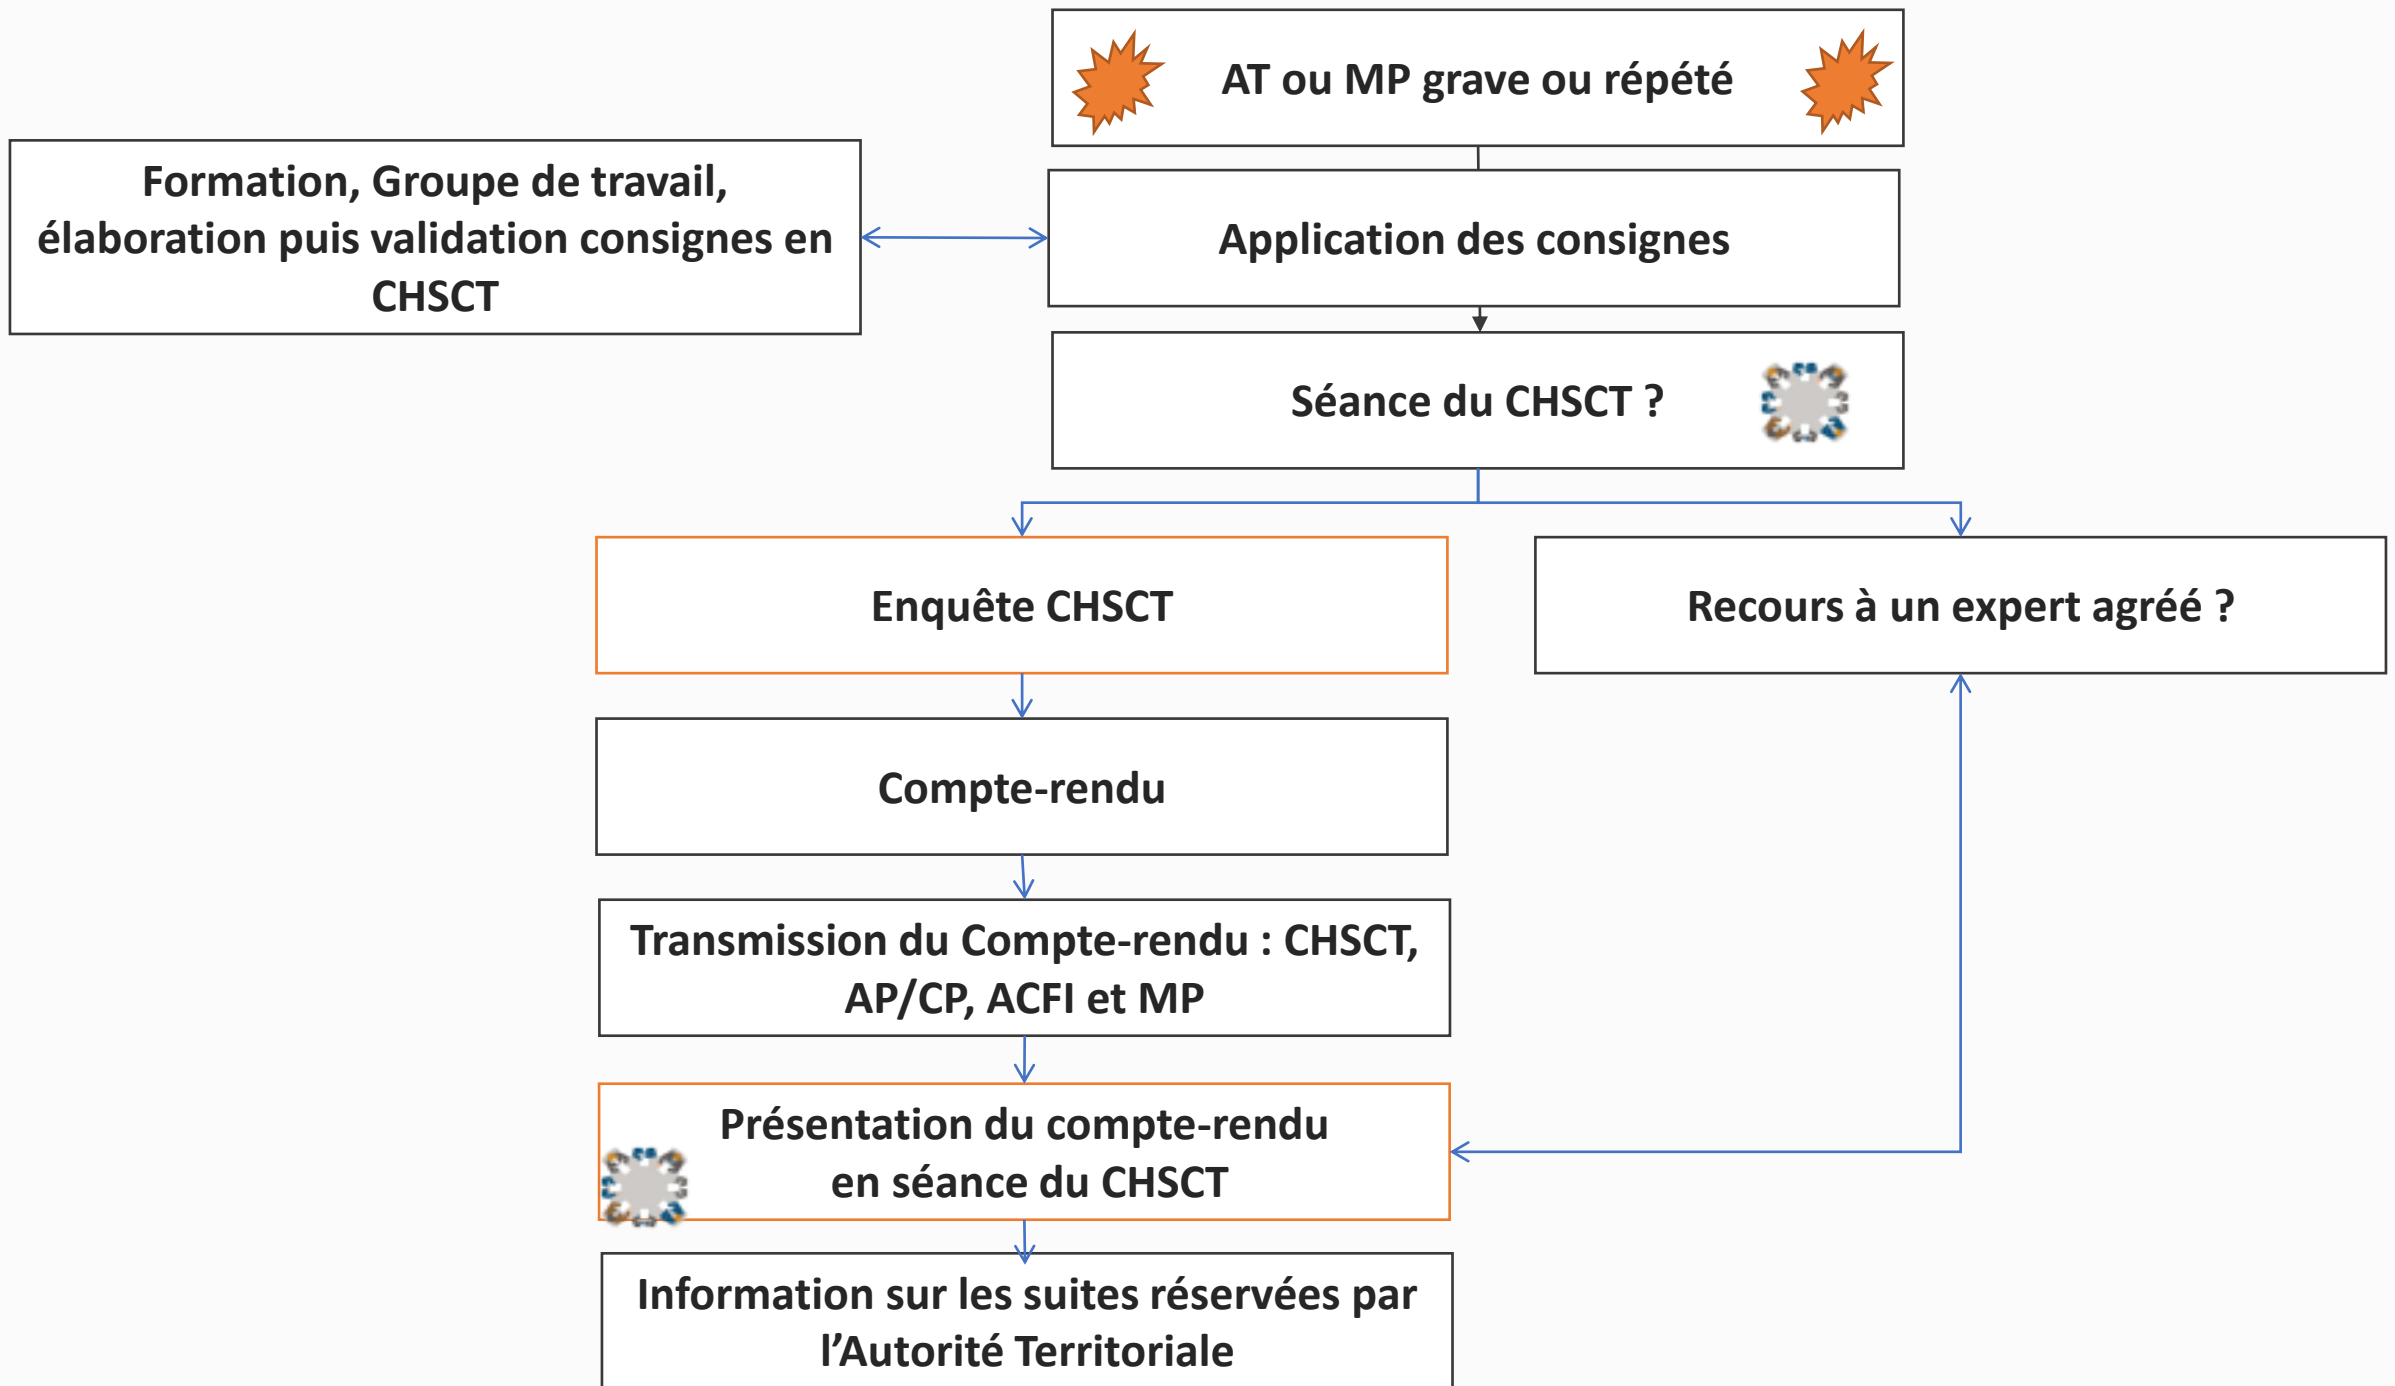 AT ou MP grave ou répété
Formation, Groupe de travail,
élaboration puis validation consignes en
CHSCT
Application des consignes
Séance du CHSCT ?
Enquête CHSCT
Recours à un expert agréé ?
Compte-rendu
Transmission du Compte-rendu : CHSCT,
AP/CP, ACFI et MP
Présentation du compte-rendu
en séance du CHSCT
Information sur les suites réservées par
l’Autorité Territoriale